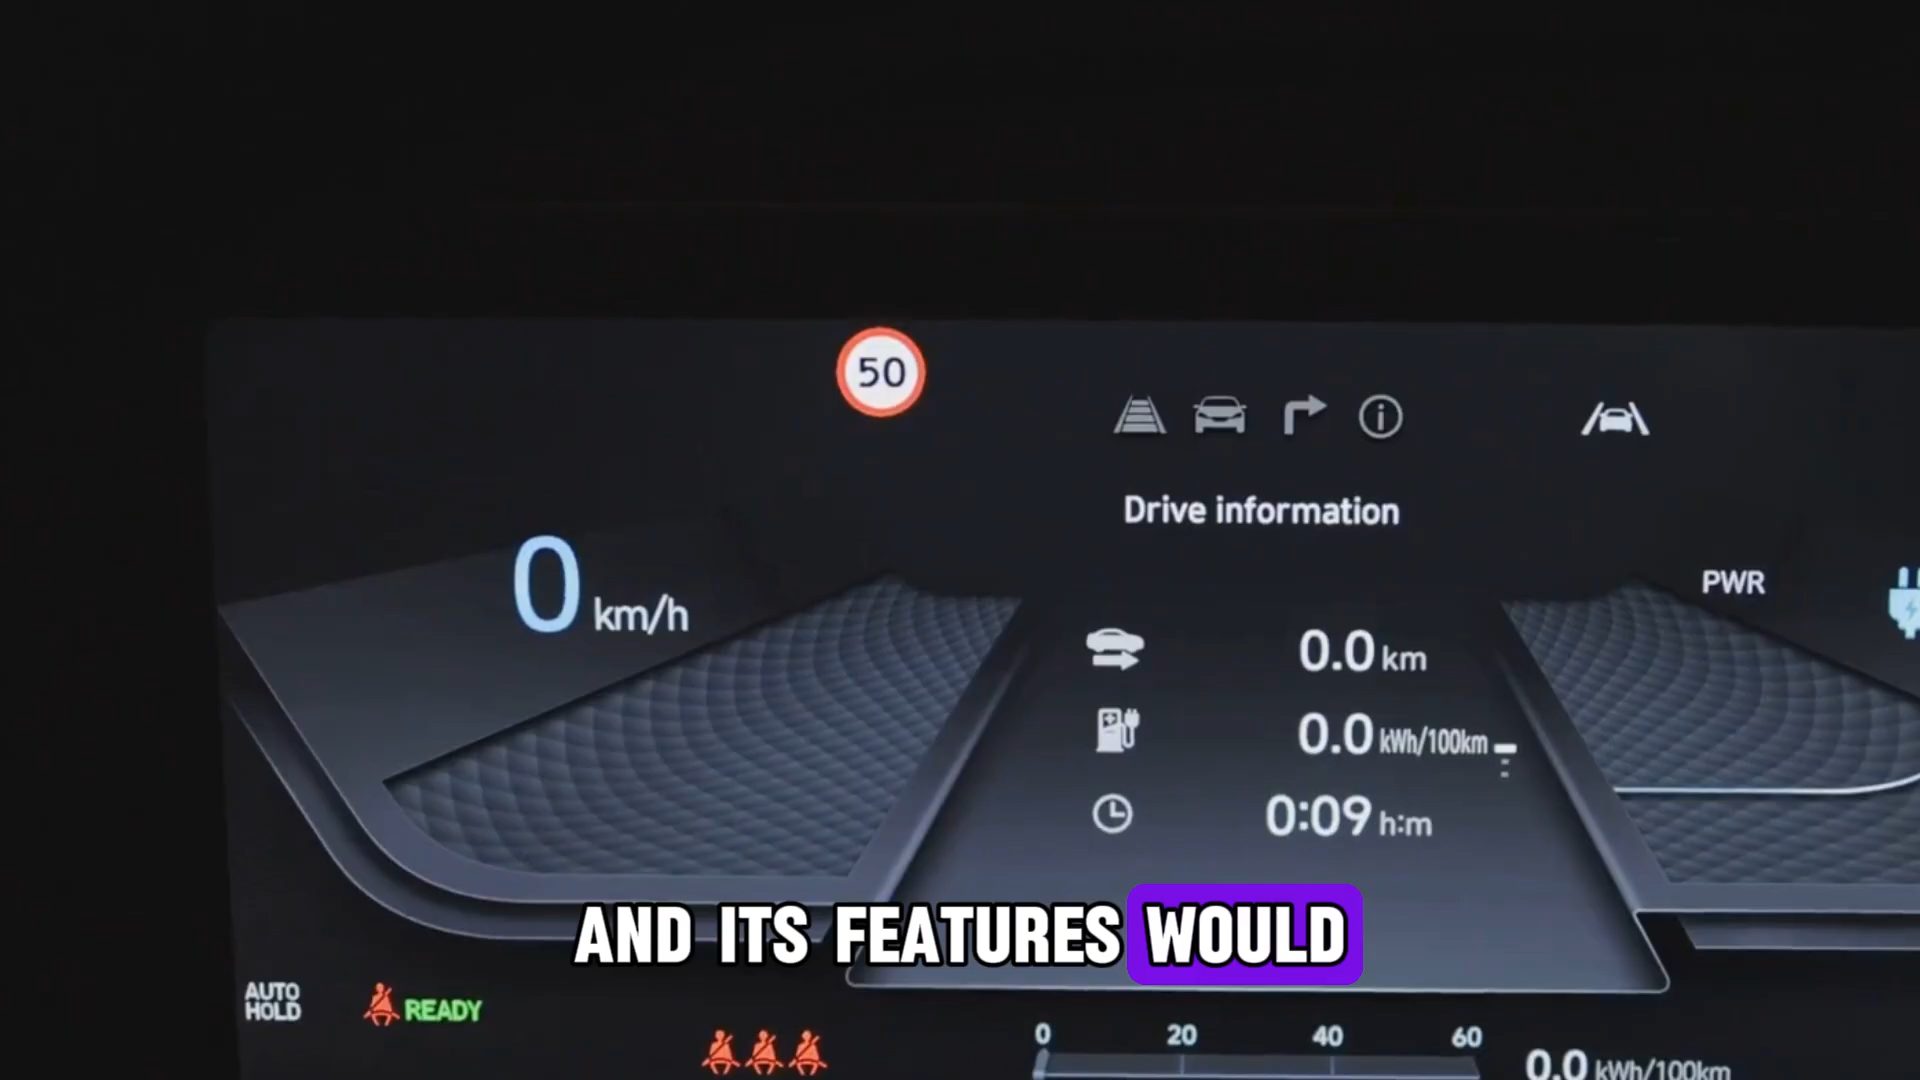 50
Drive information
0 km/h
PWR
0.0 km
0.0 kWh/100km
0:09 h:m
AND ITS FEATURES WOULD
AUTO
HOLD
READY
0 20 40 60
0.0 kWh/100km